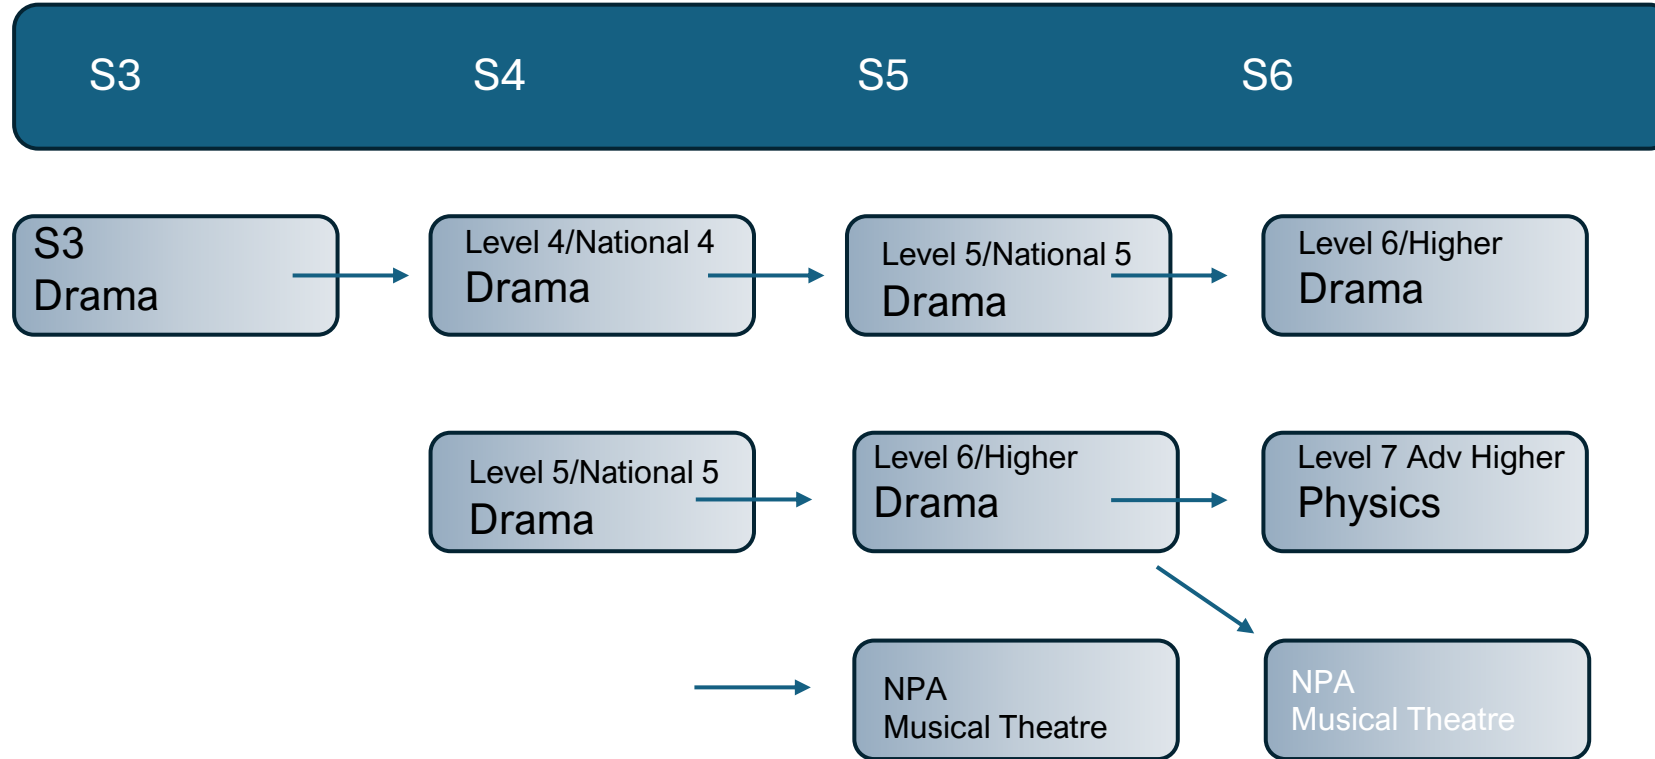 S3 S4 S5 S6
S3
Drama
Level 4/National 4
Drama
Level 5/National 5
Drama
Level 6/Higher
Drama
Level 5/National 5
Drama
Level 6/Higher
Drama
Level 7 Adv Higher
Physics
NPA
Musical Theatre
NPA
Musical Theatre